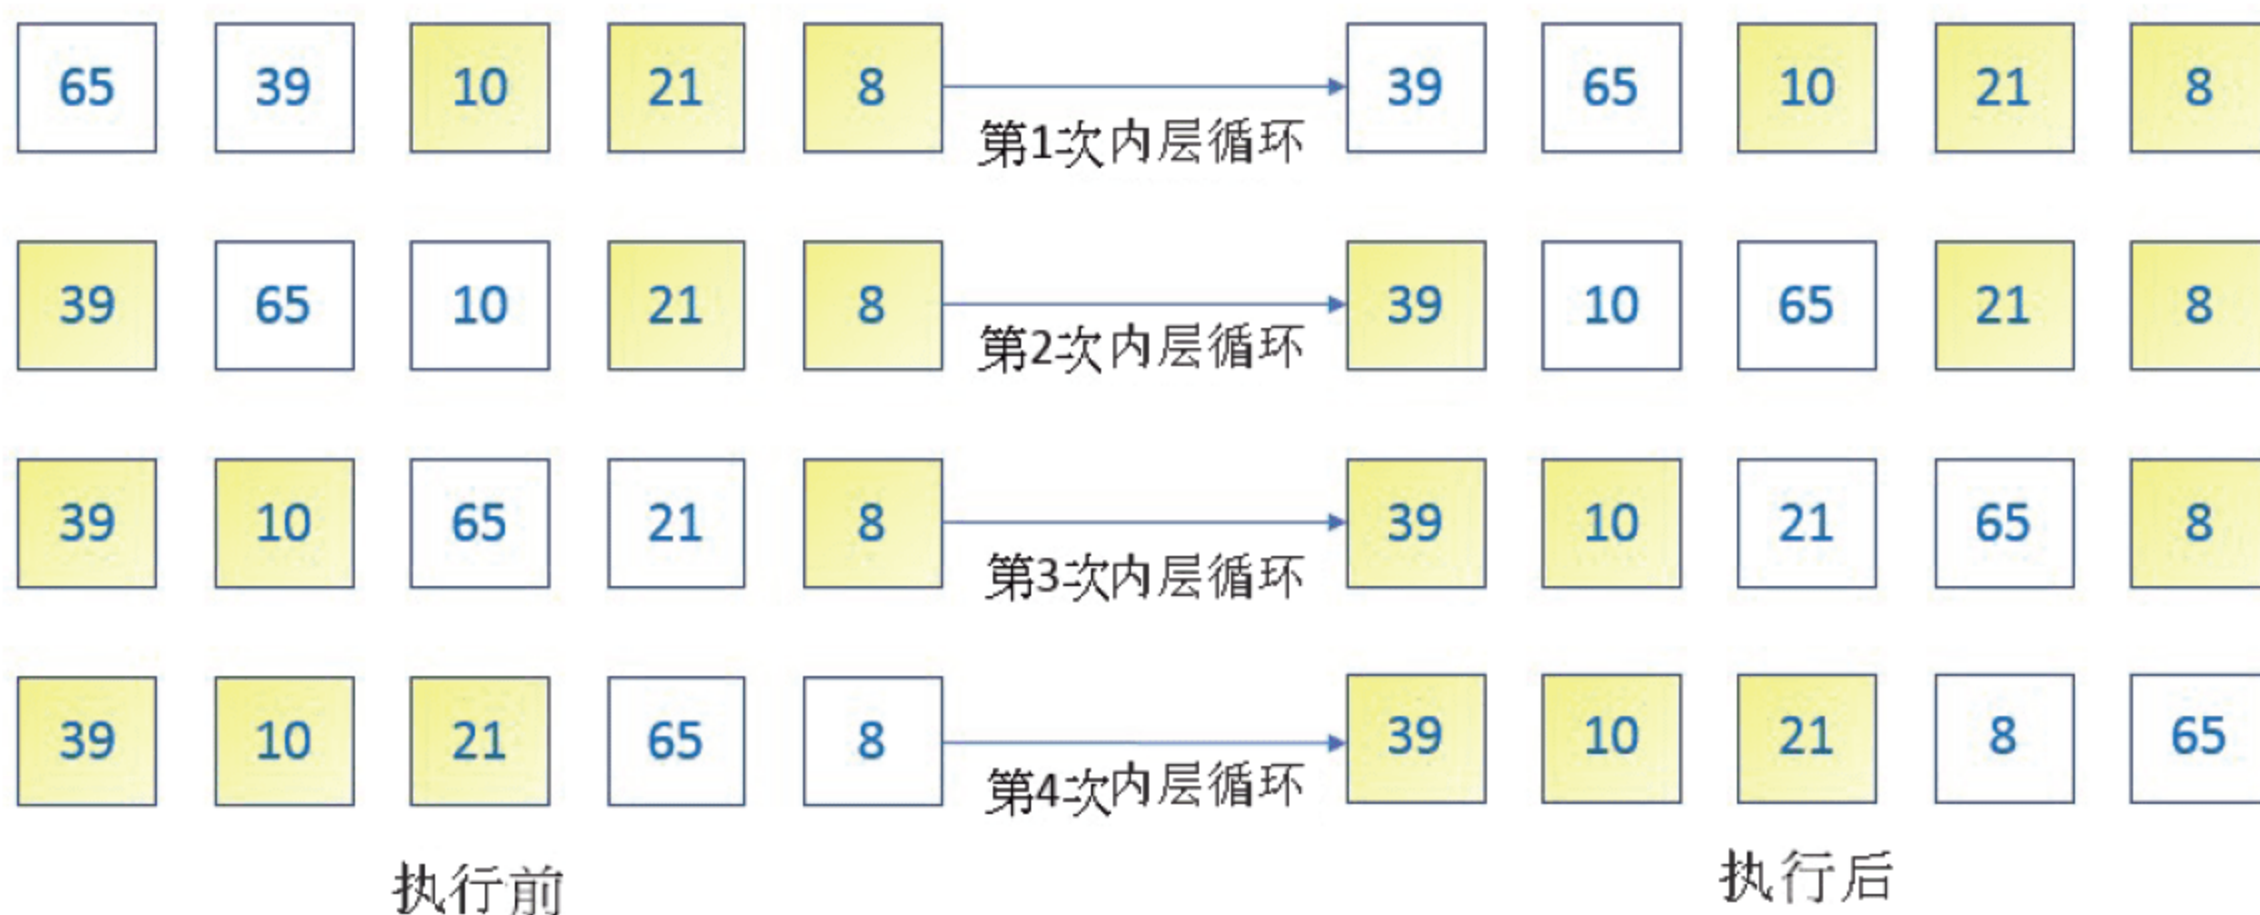 65 39 10 21 8 第1次内层循环 39 65 10 21 8
39 65 10 21 8 第2次内层循环 39 10 65 21 8
39 10 65 21 8 第3次内层循环 39 10 21 65 8
39 10 21 65 8 第4次内层循环 39 10 21 8 65
执行前 执行后